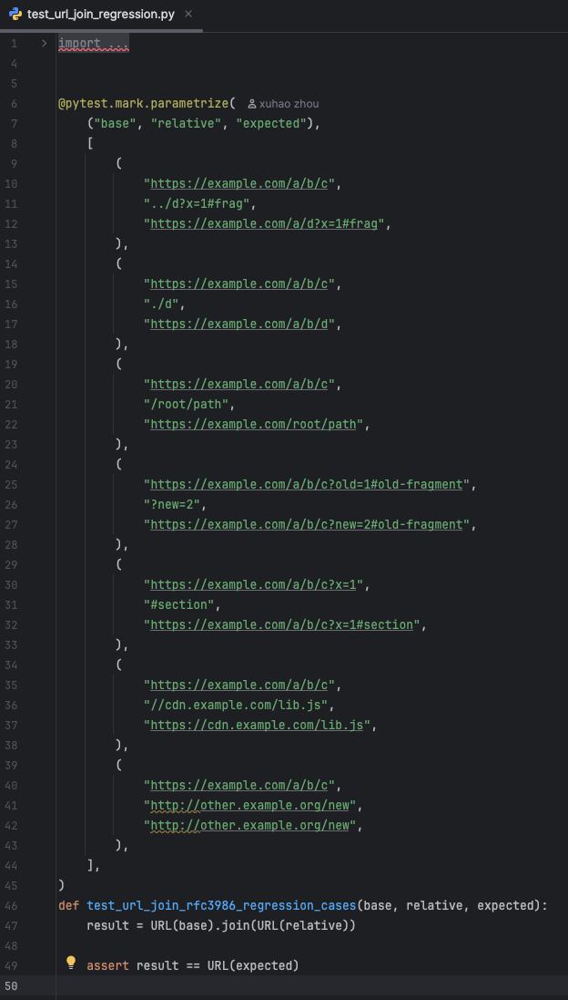 test_url_join_regression.py
1 import ...
4
5
6 @pytest.mark.parametrize( xuhao zhou
7     ("base", "relative", "expected"),
8     [
9         (
10             "https://example.com/a/b/c",
11             "../d?x=1#frag",
12             "https://example.com/a/d?x=1#frag",
13         ),
14         (
15             "https://example.com/a/b/c",
16             "./d",
17             "https://example.com/a/b/d",
18         ),
19         (
20             "https://example.com/a/b/c",
21             "/root/path",
22             "https://example.com/root/path",
23         ),
24         (
25             "https://example.com/a/b/c?old=1#old-fragment",
26             "?new=2",
27             "https://example.com/a/b/c?new=2#old-fragment",
28         ),
29         (
30             "https://example.com/a/b/c?x=1",
31             "#section",
32             "https://example.com/a/b/c?x=1#section",
33         ),
34         (
35             "https://example.com/a/b/c",
36             "//cdn.example.com/lib.js",
37             "https://cdn.example.com/lib.js",
38         ),
39         (
40             "https://example.com/a/b/c",
41             "http://other.example.org/new",
42             "http://other.example.org/new",
43         ),
44     ],
45 )
46 def test_url_join_rfc3986_regression_cases(base, relative, expected):
47     result = URL(base).join(URL(relative))
48
49     assert result == URL(expected)
50